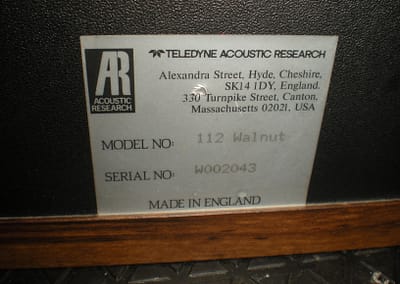 AR
ACOUSTIC
RESEARCH
TELEDYNE ACOUSTIC RESEARCH
Alexandra Street, Hyde, Cheshire,
SK14 1DY, England.
330 Turnpike Street, Canton,
Massachusetts 02021, USA
MODEL NO: 112 Walnut
SERIAL NO: W002043
MADE IN ENGLAND